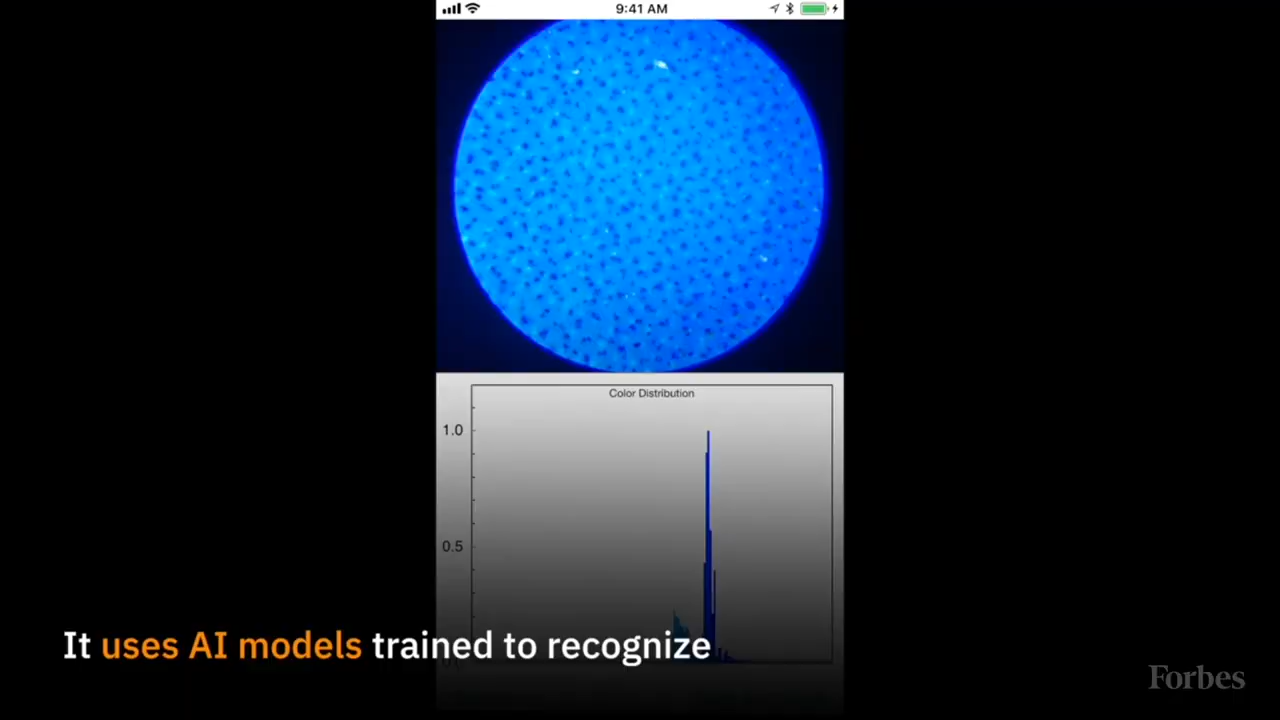 9:41 AM
Color Distribution
1.0
0.5
It uses AI models trained to recognize
Forbes